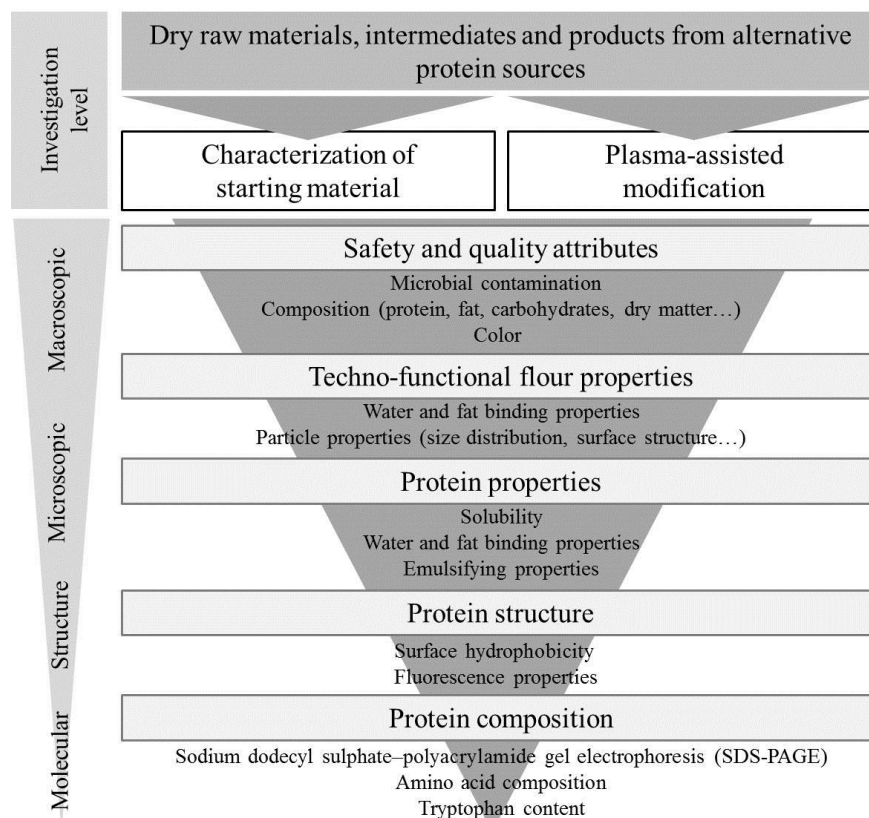 Dry raw materials, intermediates and products from alternative
protein sources
Investigation
level
Characterization of
starting material
Plasma-assisted
modification
Macroscopic
Safety and quality attributes
Microbial contamination
Composition (protein, fat, carbohydrates, dry matter…)
Color
Techno-functional flour properties
Water and fat binding properties
Particle properties (size distribution, surface structure…)
Microscopic
Protein properties
Solubility
Water and fat binding properties
Emulsifying properties
Structure
Protein structure
Surface hydrophobicity
Fluorescence properties
Molecular
Protein composition
Sodium dodecyl sulphate–polyacrylamide gel electrophoresis (SDS-PAGE)
Amino acid composition
Tryptophan content